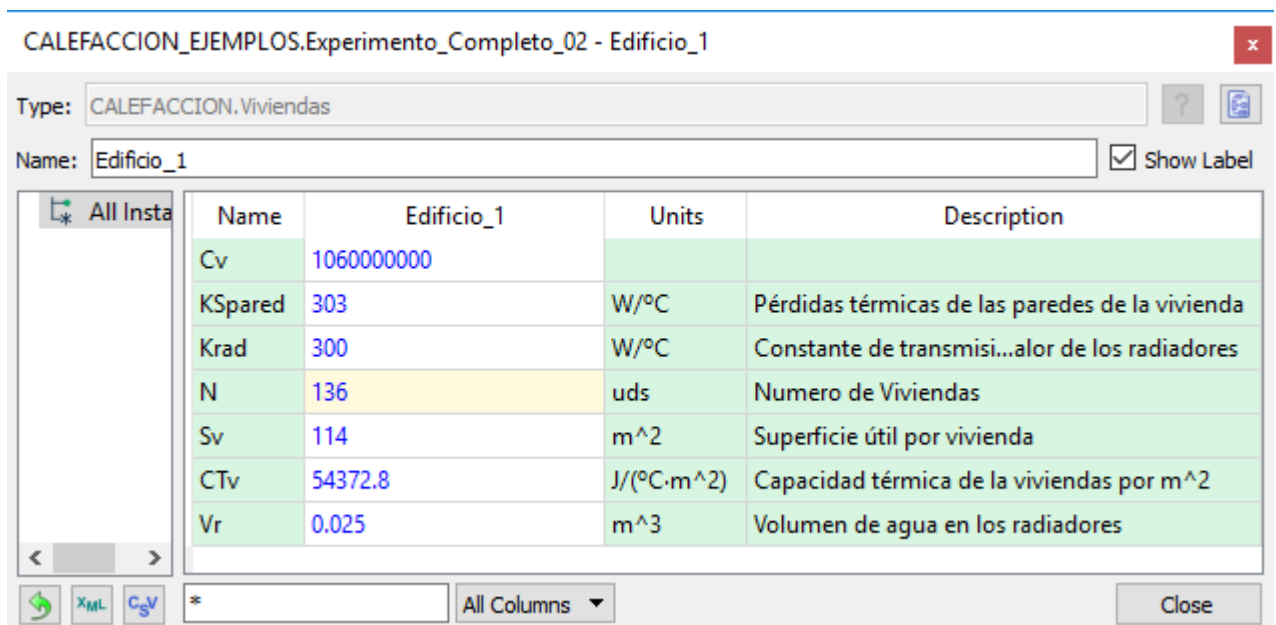 CALEFACCION_EJEMPLOS.Experimento_Completo_02 - Edificio_1
x
Type: CALEFACCION.Viviendas ?
Name: Edificio_1 Show Label
All Insta Name Edificio_1 Units Description
Cv 1060000000
KSpared 303 W/ºC Pérdidas térmicas de las paredes de la vivienda
Krad 300 W/ºC Constante de transmisi...alor de los radiadores
N 136 uds Numero de Viviendas
Sv 114 m^2 Superficie útil por vivienda
CTv 54372.8 J/(ºC·m^2) Capacidad térmica de la viviendas por m^2
Vr 0.025 m^3 Volumen de agua en los radiadores
XML CSV * All Columns Close